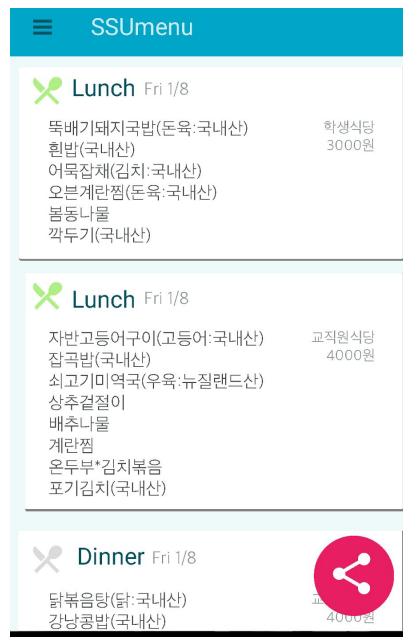 SSUmenu
Lunch Fri 1/8
뚝배기돼지국밥(돈육:국내산)
학생식당
흰밥(국내산)
3000원
어묵잡채(김치:국내산)
오븐계란찜(돈육:국내산)
봄동나물
깍두기(국내산)
Lunch Fri 1/8
자반고등어구이(고등어:국내산)
교직원식당
잡곡밥(국내산)
4000원
쇠고기미역국(우육:뉴질랜드산)
상추겉절이
배추나물
계란찜
온두부*김치볶음
포기김치(국내산)
Dinner Fri 1/8
닭볶음탕(닭:국내산)
강낭콩밥(국내산)
4000원